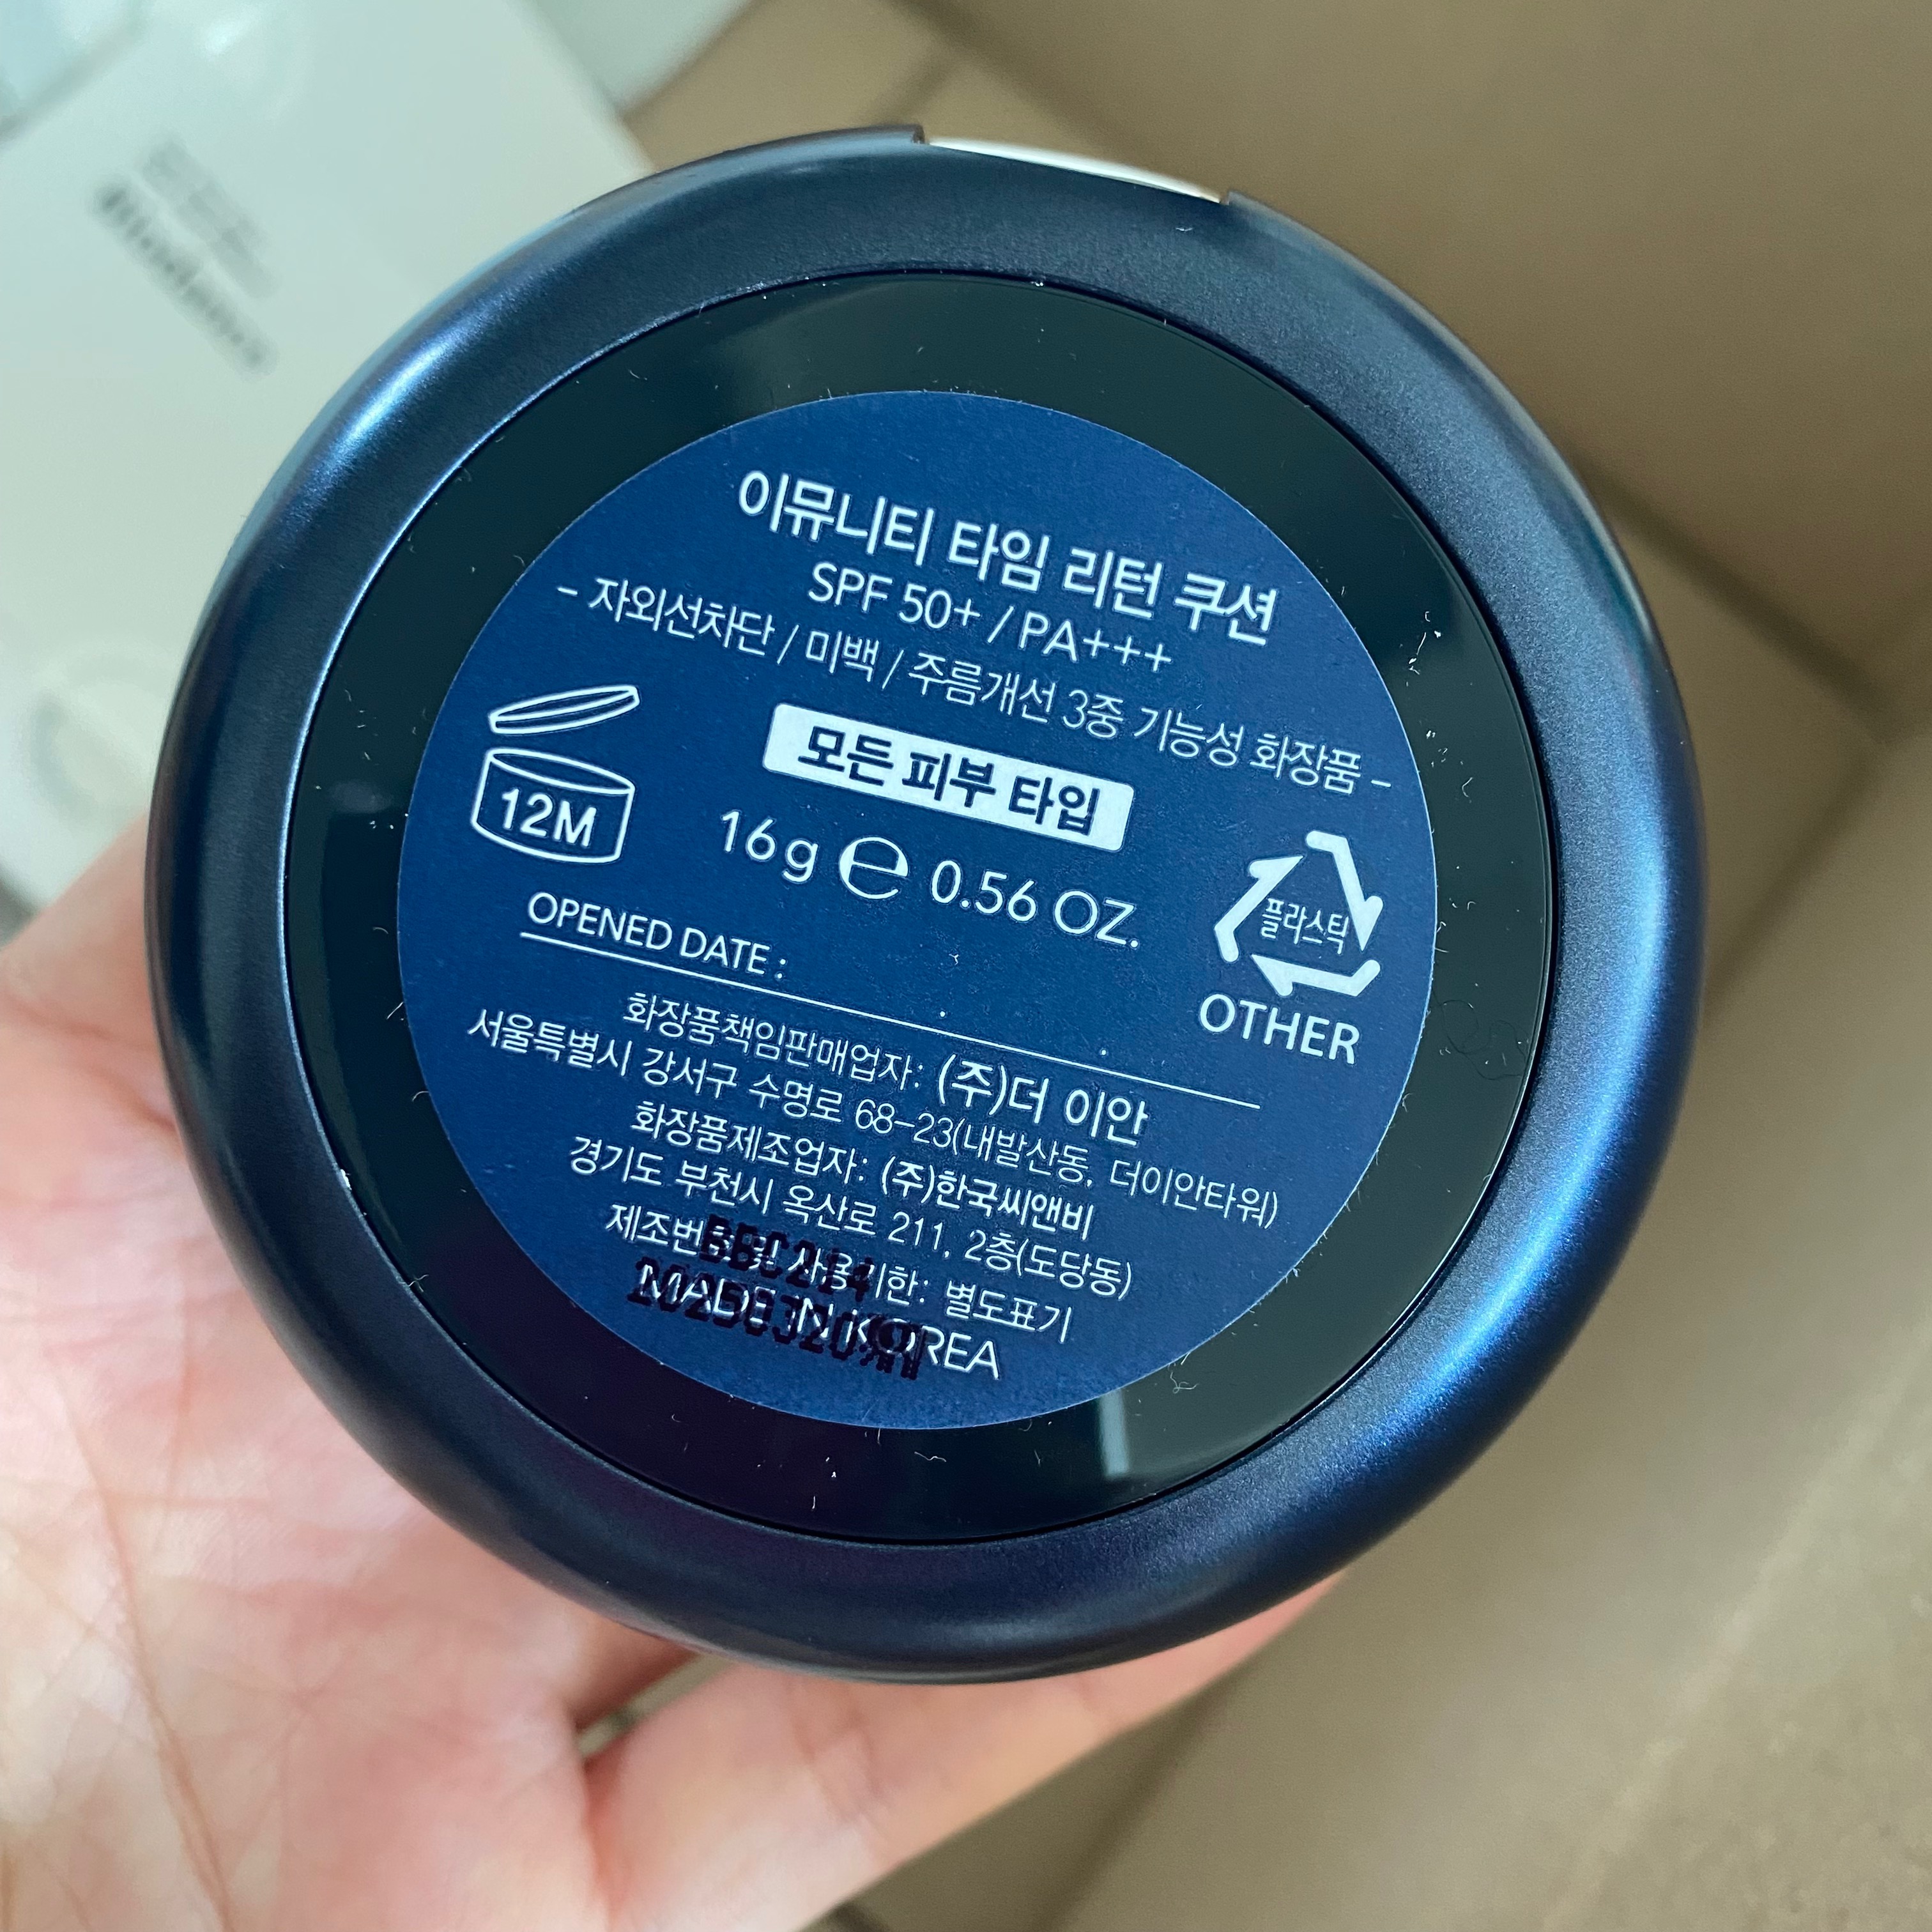 이뮤니티 타임 리턴 쿠션
SPF 50+ / PA+++
- 자외선차단 / 미백 / 주름개선 3중 기능성 화장품 -
모든 피부 타입
12M
16g ℮ 0.56 OZ.
플라스틱
OTHER
OPENED DATE : . .
화장품책임판매업자: (주)더 이안
서울특별시 강서구 수명로 68-23(내발산동, 더이안타워)
화장품제조업자: (주)한국씨앤비
경기도 부천시 옥산로 211, 2층(도당동)
제조번호 및 사용기한: 별도표기
MADE IN KOREA